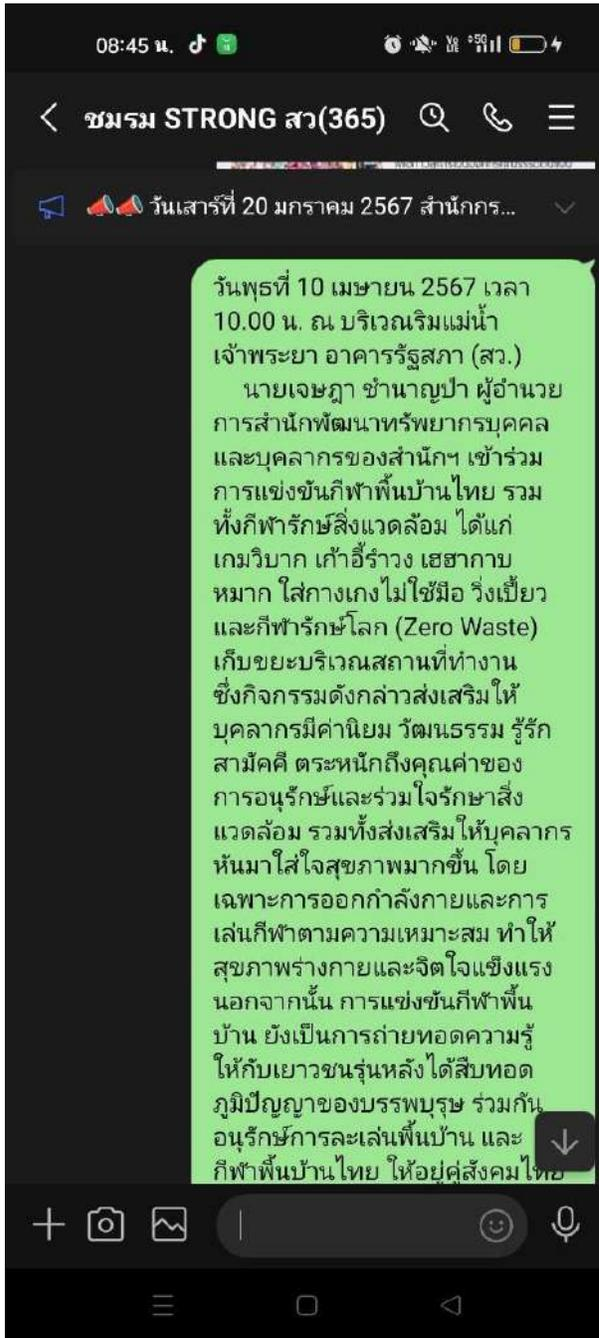 08:45 น.
5G
ชมรม STRONG สว(365)
วันเสาร์ที่ 20 มกราคม 2567 สำนักกร...
วันพุธที่ 10 เมษายน 2567 เวลา
10.00 น. ณ บริเวณริมแม่น้ำ
เจ้าพระยา อาคารรัฐสภา (สว.)
นายเจษฎา ชำนาญป่า ผู้อำนวย
การสำนักพัฒนาทรัพยากรบุคคล
และบุคลากรของสำนักฯ เข้าร่วม
การแข่งขันกีฬาพื้นบ้านไทย รวม
ทั้งกีฬารักษ์สิ่งแวดล้อม ได้แก่
เกมวิบาก เก้าอี้รำวง เฮฮากาบ
หมาก ใส่กางเกงไม่ใช้มือ วิ่งเปี้ยว
และกีฬารักษ์โลก (Zero Waste)
เก็บขยะบริเวณสถานที่ทำงาน
ซึ่งกิจกรรมดังกล่าวส่งเสริมให้
บุคลากรมีค่านิยม วัฒนธรรม รู้รัก
สามัคคี ตระหนักถึงคุณค่าของ
การอนุรักษ์และร่วมใจรักษาสิ่ง
แวดล้อม รวมทั้งส่งเสริมให้บุคลากร
หันมาใส่ใจสุขภาพมากขึ้น โดย
เฉพาะการออกกำลังกายและการ
เล่นกีฬาตามความเหมาะสม ทำให้
สุขภาพร่างกายและจิตใจแข็งแรง
นอกจากนั้น การแข่งขันกีฬาพื้น
บ้าน ยังเป็นการถ่ายทอดความรู้
ให้กับเยาวชนรุ่นหลังได้สืบทอด
ภูมิปัญญาของบรรพบุรุษ ร่วมกัน
อนุรักษ์การละเล่นพื้นบ้าน และ
กีฬาพื้นบ้านไทย ให้อยู่คู่สังคมไทย